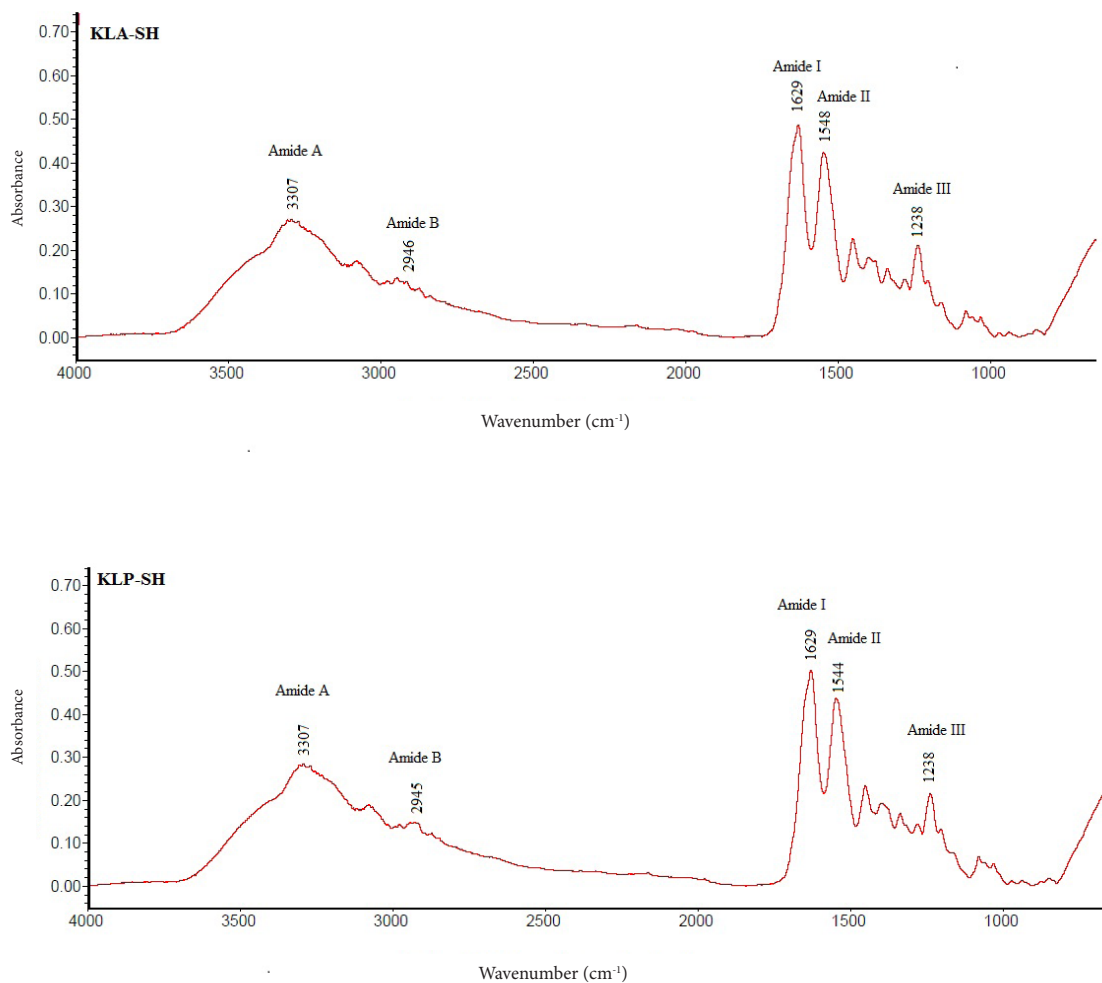 KLA-SH
0.70
0.60
0.50
0.40
0.30
0.20
0.10
0.00
Absorbance
Amide A
3307
Amide B
2946
Amide I
1629
Amide II
1548
Amide III
1238
4000 3500 3000 2500 2000 1500 1000
Wavenumber (cm⁻¹)
KLP-SH
0.70
0.60
0.50
0.40
0.30
0.20
0.10
0.00
Absorbance
Amide A
3307
Amide B
2945
Amide I
1629
Amide II
1544
Amide III
1238
4000 3500 3000 2500 2000 1500 1000
Wavenumber (cm⁻¹)